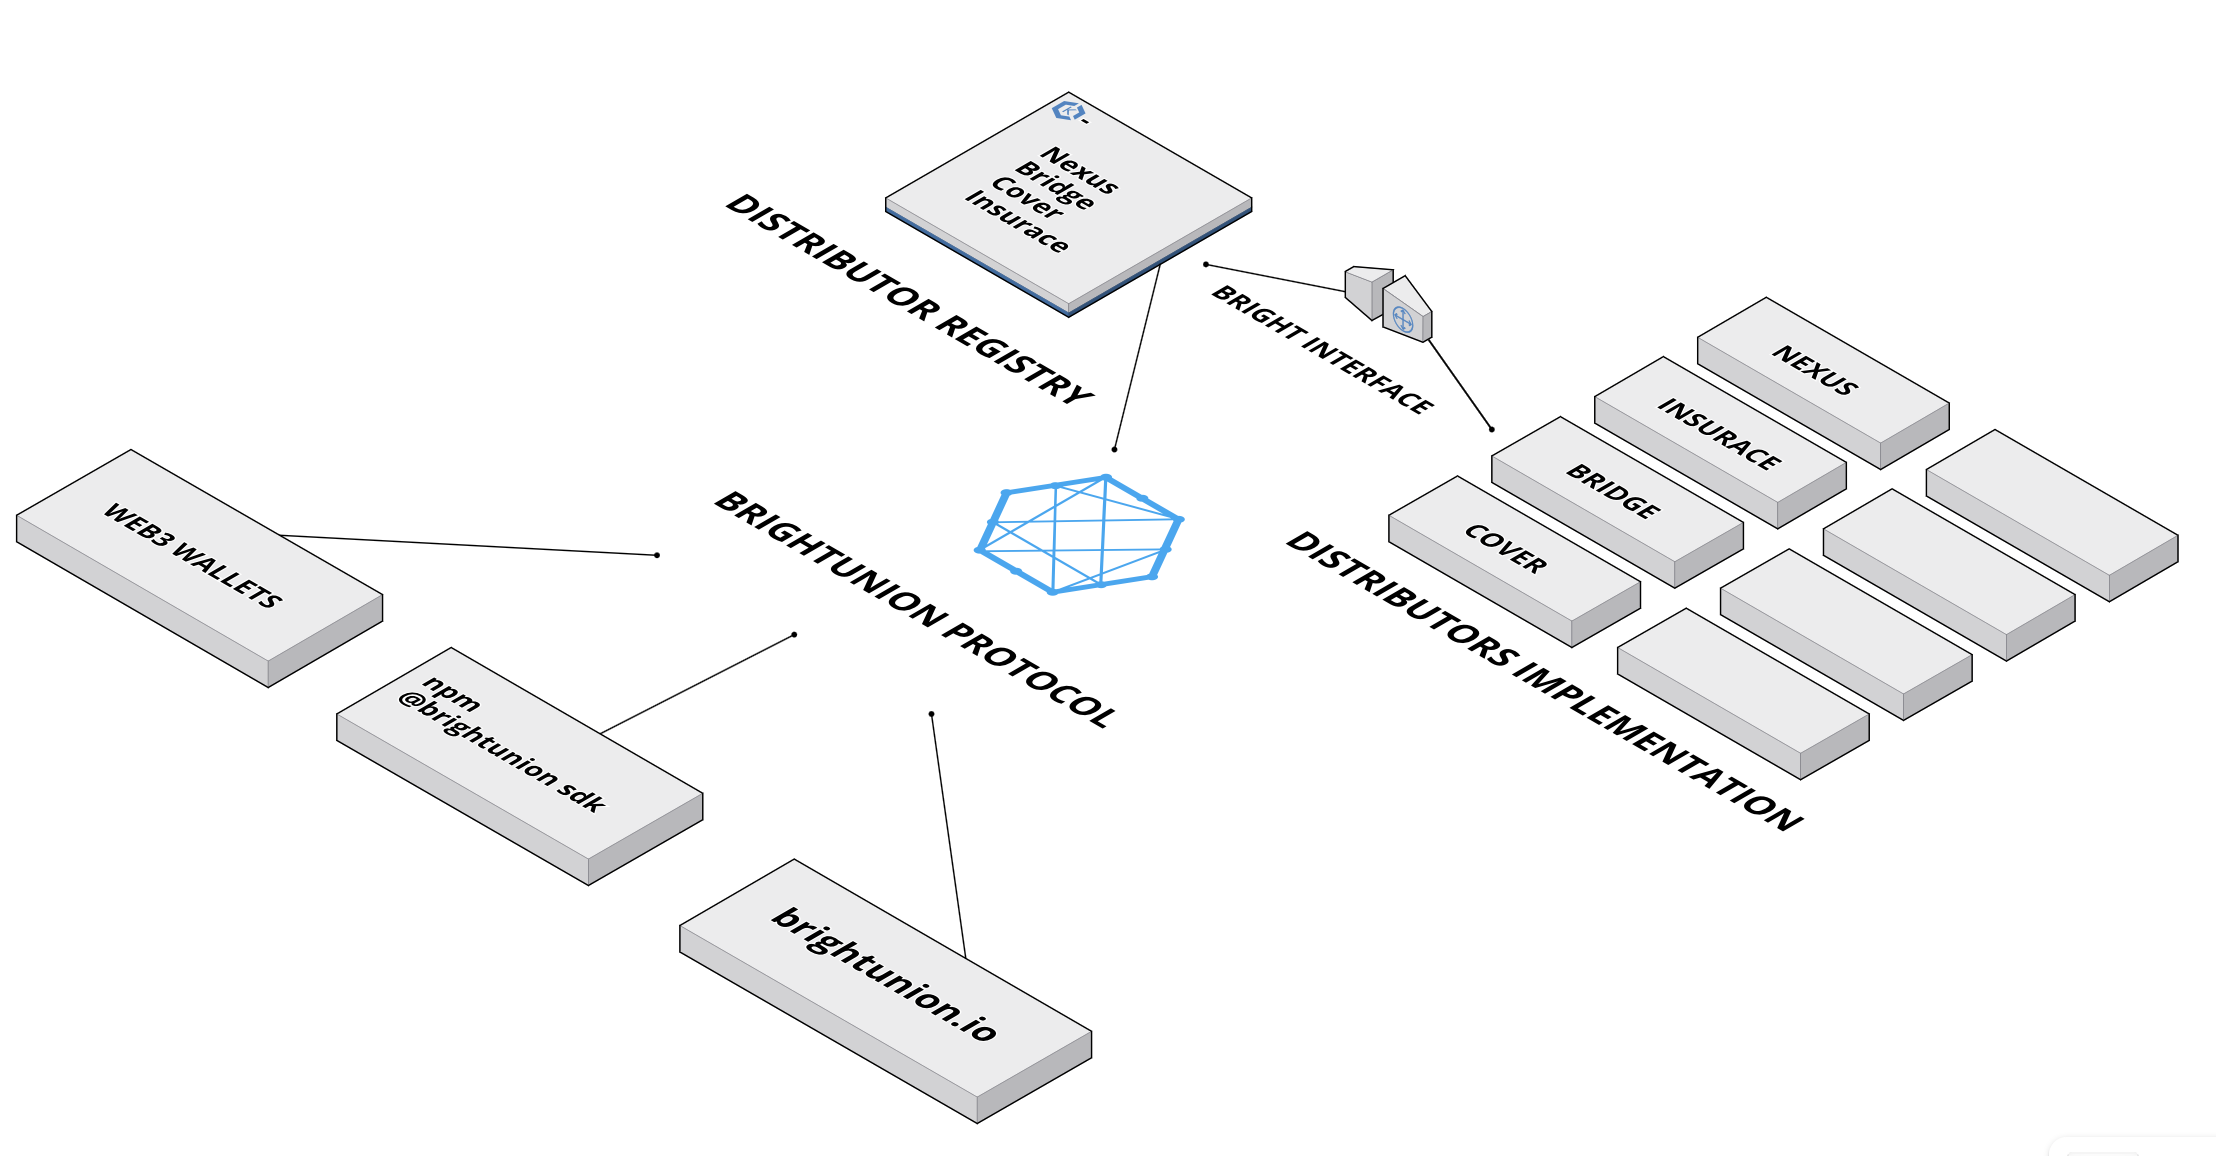 K
-
Nexus
Bridge
Cover
Insurace
DISTRIBUTOR REGISTRY
BRIGHT INTERFACE
NEXUS
INSURACE
BRIDGE
COVER
DISTRIBUTORS IMPLEMENTATION
BRIGHTUNION PROTOCOL
WEB3 WALLETS
npm
@brightunion sdk
brightunion.io